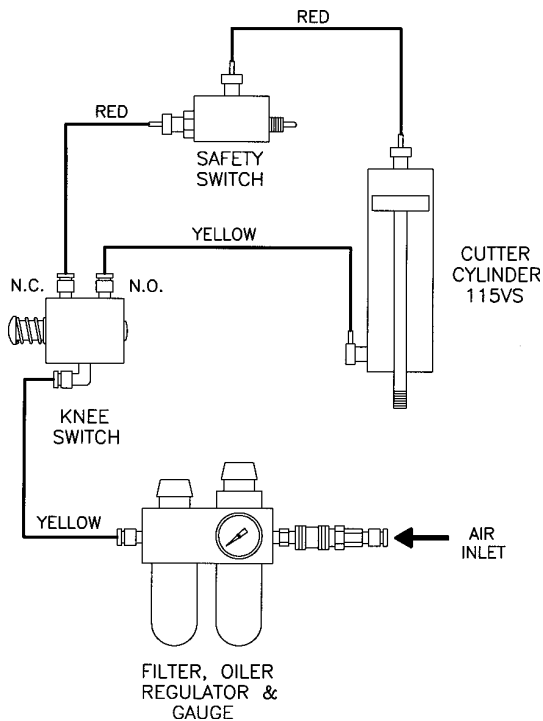 RED
RED
SAFETY
SWITCH
YELLOW
CUTTER
CYLINDER
115VS
N.C.
N.O.
KNEE
SWITCH
YELLOW
AIR
INLET
FILTER, OILER
REGULATOR &
GAUGE